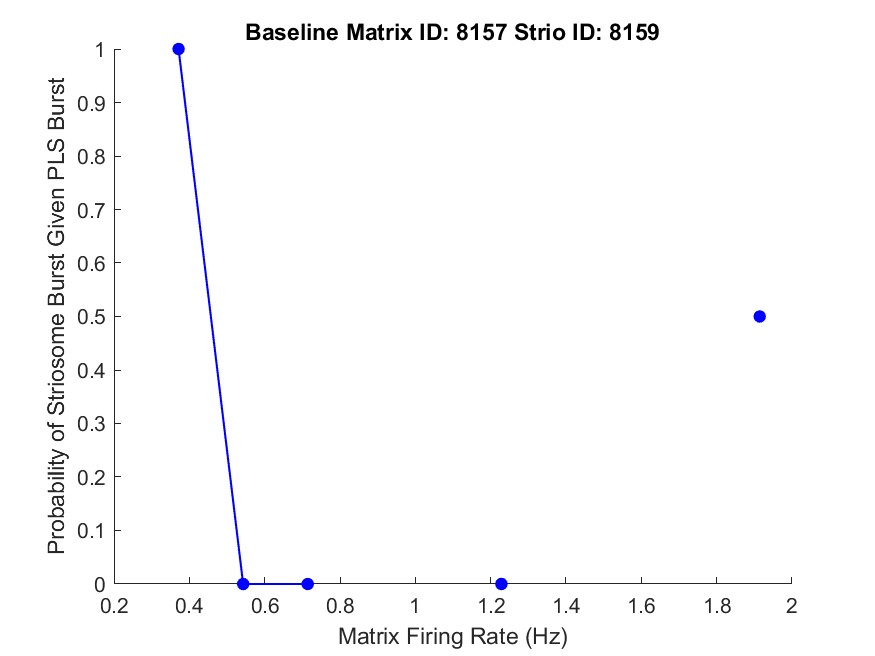 Baseline Matrix ID: 8157 Strio ID: 8159
Probability of Striosome Burst Given PLS Burst
1
0.9
0.8
0.7
0.6
0.5
0.4
0.3
0.2
0.1
0
0.2 0.4 0.6 0.8 1 1.2 1.4 1.6 1.8 2
Matrix Firing Rate (Hz)